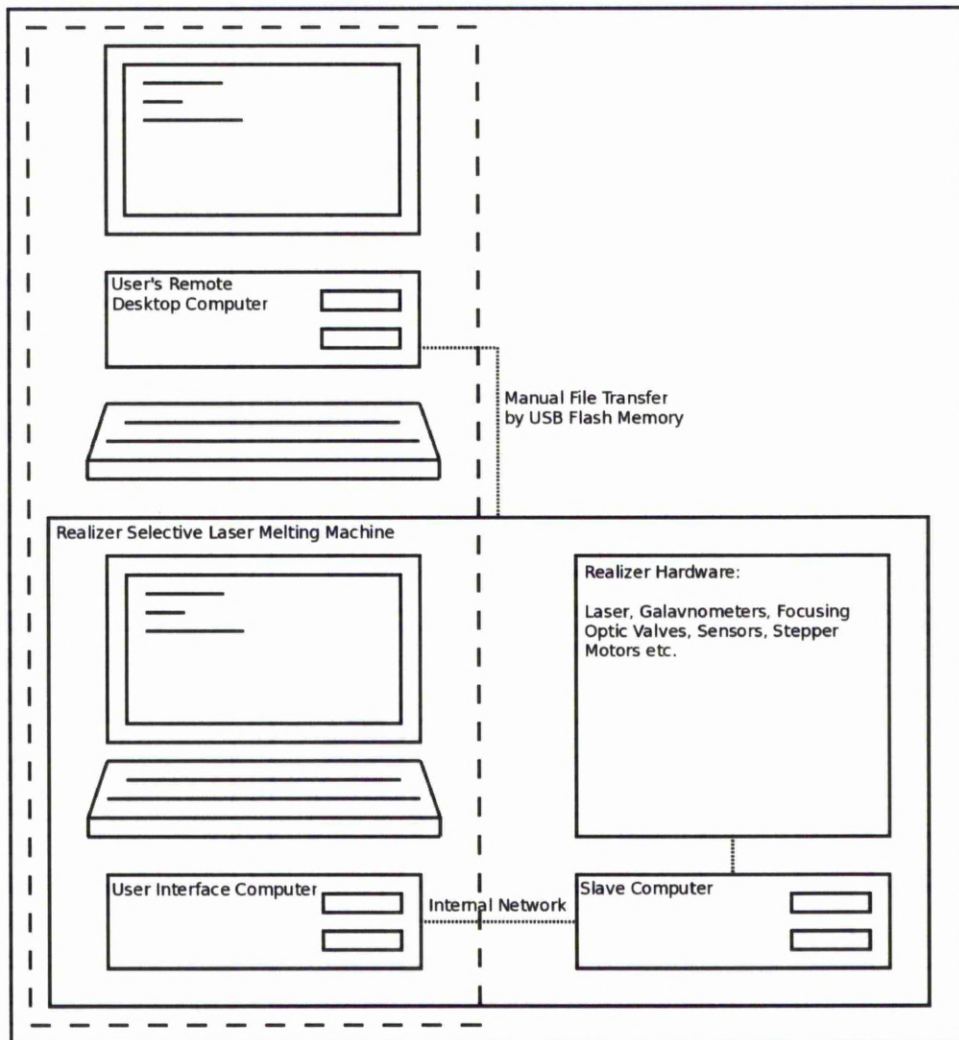 User's Remote
Desktop Computer
Manual File Transfer
by USB Flash Memory
Realizer Selective Laser Melting Machine
Realizer Hardware:
Laser, Galavnometers, Focusing
Optic Valves, Sensors, Stepper
Motors etc.
User Interface Computer
Internal Network
Slave Computer